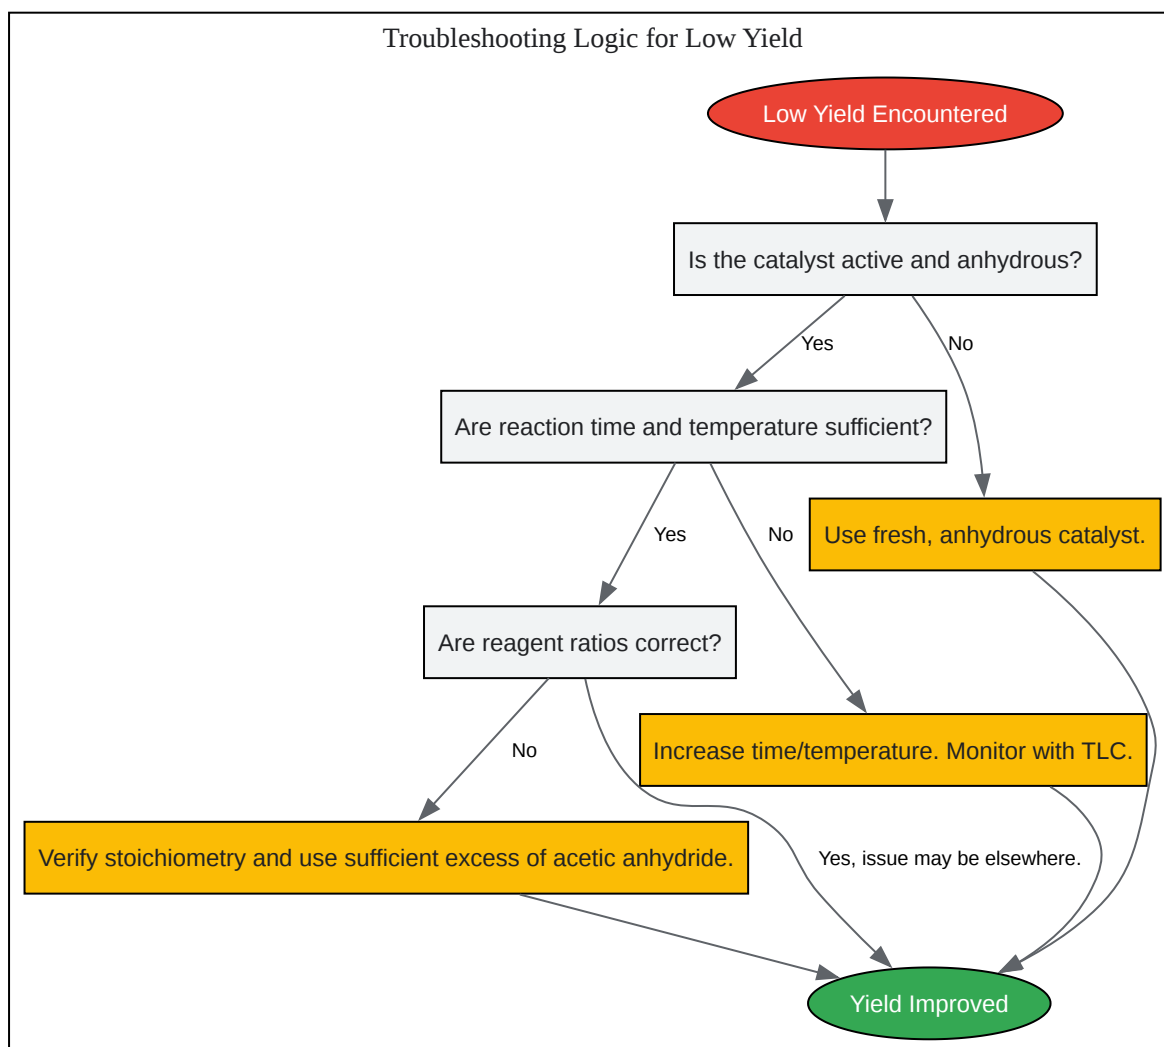 Troubleshooting Logic for Low Yield
Low Yield Encountered
Is the catalyst active and anhydrous?
Yes
No
Are reaction time and temperature sufficient?
Use fresh, anhydrous catalyst.
Yes
No
Are reagent ratios correct?
Increase time/temperature. Monitor with TLC.
No
Verify stoichiometry and use sufficient excess of acetic anhydride.
Yes, issue may be elsewhere.
Yield Improved